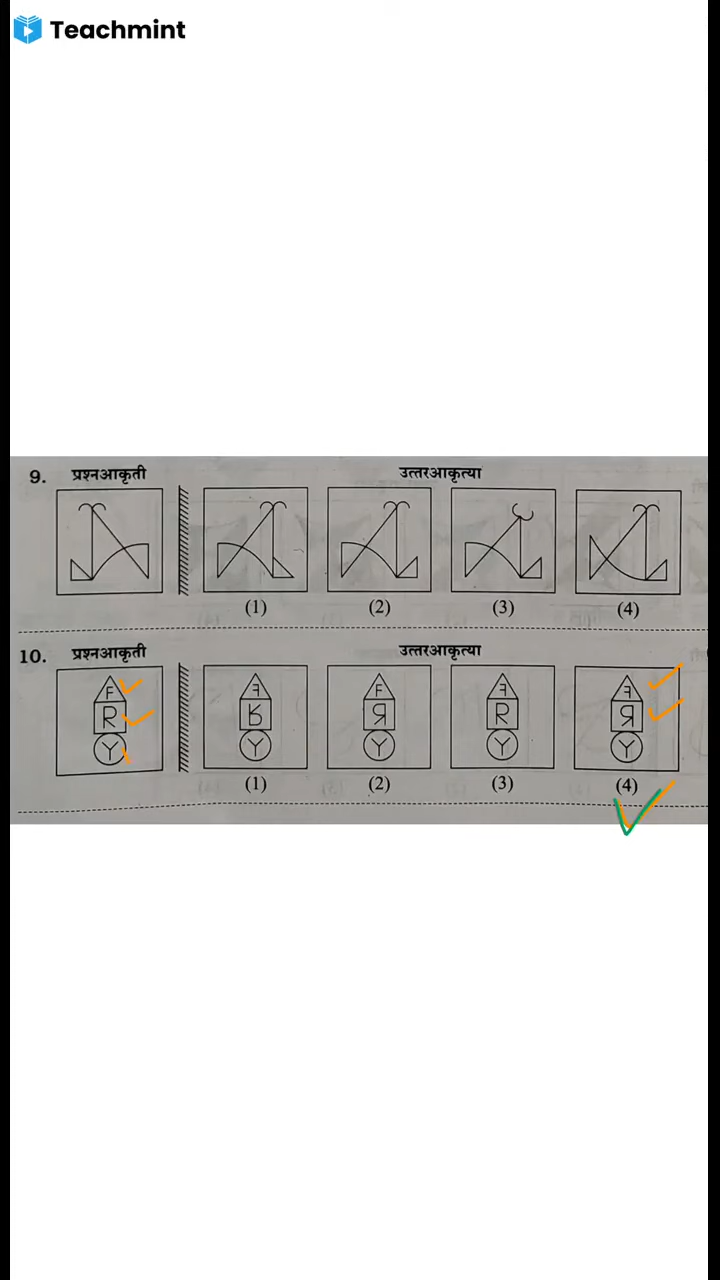 Teachmint
9. प्रश्नआकृती उत्तरआकृत्या
(1) (2) (3) (4)
10. प्रश्नआकृती उत्तरआकृत्या
F R Y
(1) (2) (3) (4)